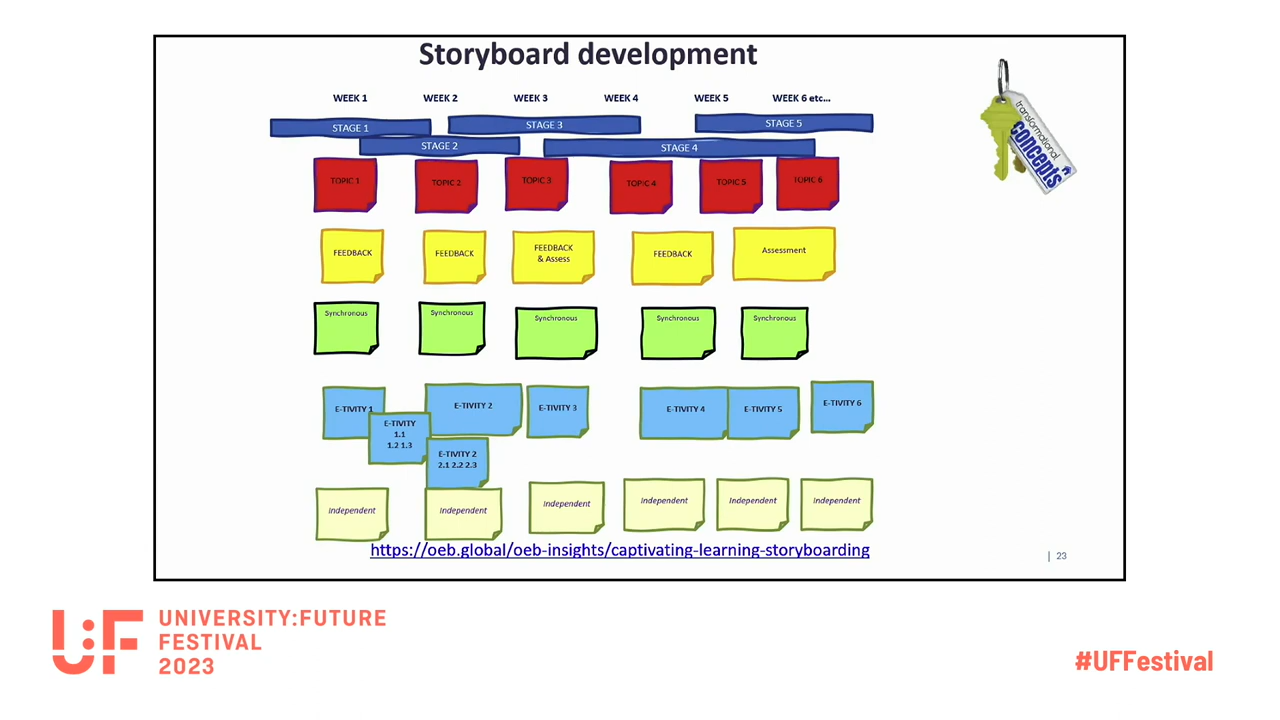 Storyboard development
WEEK 1
WEEK 2
WEEK 3
WEEK 4
WEEK 5
WEEK 6 etc...
STAGE 1
STAGE 3
STAGE 5
STAGE 2
STAGE 4
TOPIC 1
TOPIC 2
TOPIC 3
TOPIC 4
TOPIC 5
TOPIC 6
FEEDBACK
FEEDBACK
FEEDBACK
& Assess
FEEDBACK
Assessment
Synchronous
Synchronous
Synchronous
Synchronous
Synchronous
E-TIVITY 1
E-TIVITY
1.1
1.2 1.3
E-TIVITY 2
E-TIVITY 2
2.1 2.2 2.3
E-TIVITY 3
E-TIVITY 4
E-TIVITY 5
E-TIVITY 6
Independent
Independent
Independent
Independent
Independent
Independent
https://oeb.global/oeb-insights/captivating-learning-storyboarding
| 23
transformational
concepts
U:F
UNIVERSITY:FUTURE
FESTIVAL
2023
#UFFestival